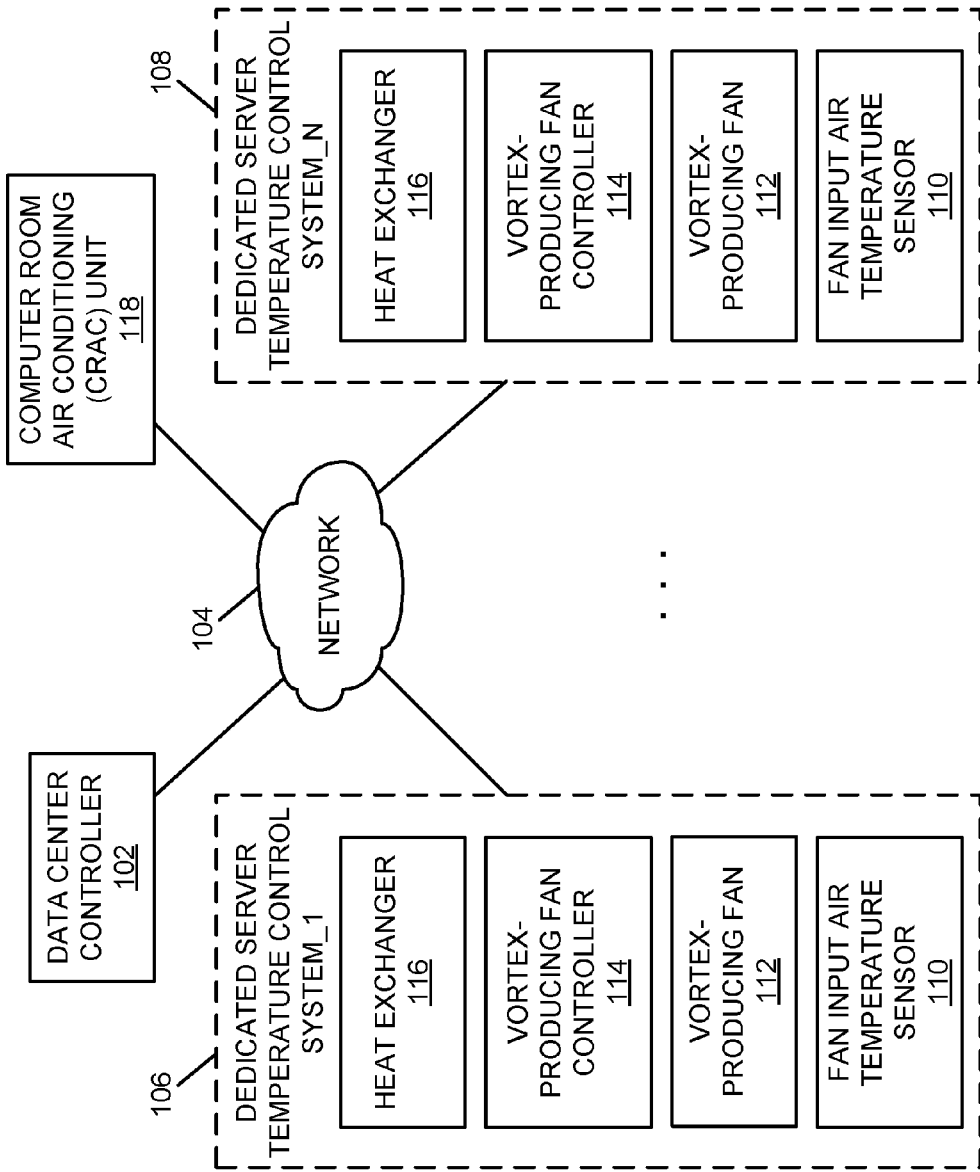 DATA CENTER
CONTROLLER
102
COMPUTER ROOM
AIR CONDITIONING
(CRAC) UNIT
118
104
NETWORK
106
DEDICATED SERVER
TEMPERATURE CONTROL
SYSTEM_1
HEAT EXCHANGER
116
VORTEX-
PRODUCING FAN
CONTROLLER
114
VORTEX-
PRODUCING FAN
112
FAN INPUT AIR
TEMPERATURE
SENSOR
110
. . .
108
DEDICATED SERVER
TEMPERATURE CONTROL
SYSTEM_N
HEAT EXCHANGER
116
VORTEX-
PRODUCING FAN
CONTROLLER
114
VORTEX-
PRODUCING FAN
112
FAN INPUT AIR
TEMPERATURE
SENSOR
110